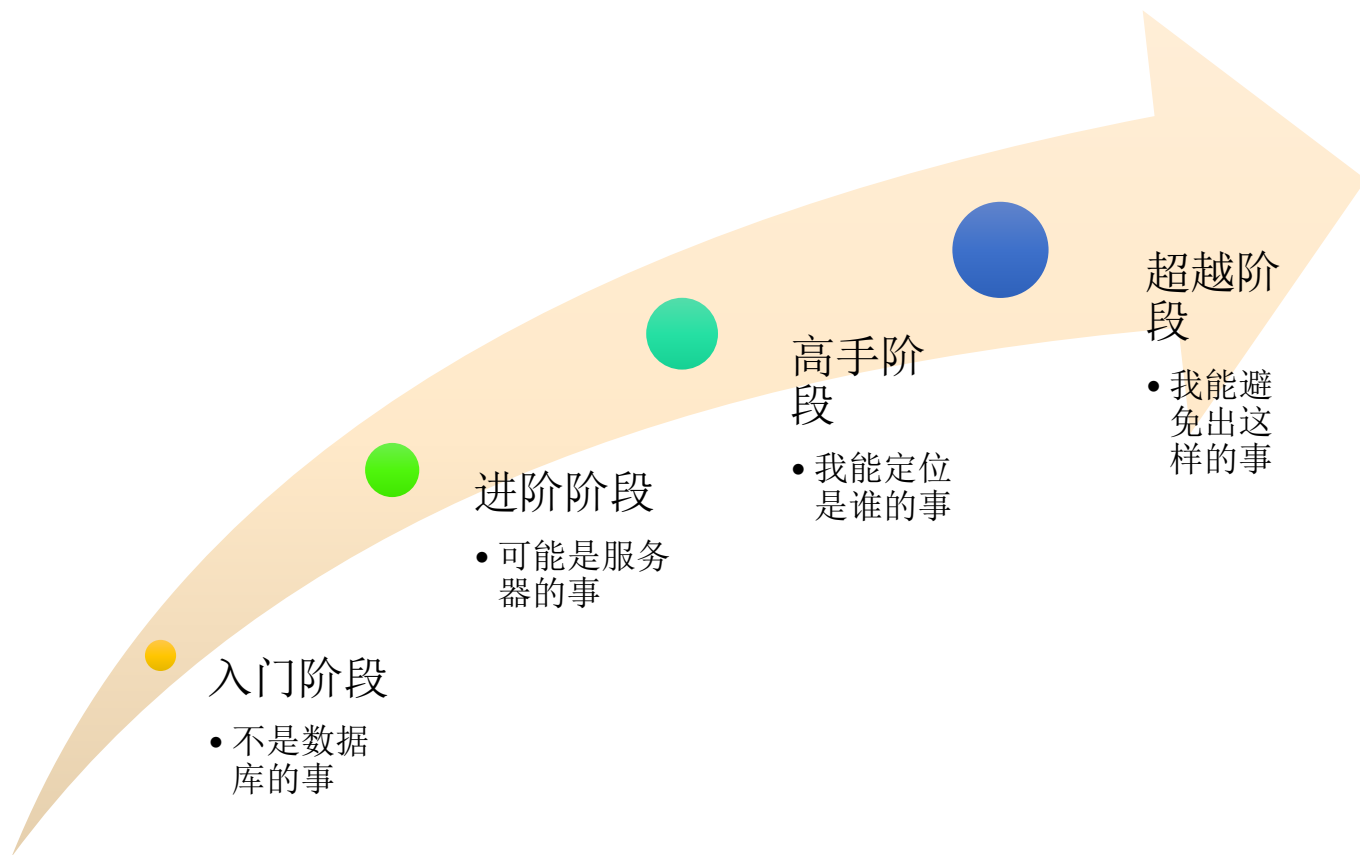 入门阶段
• 不是数据
库的事
进阶阶段
• 可能是服务
器的事
高手阶
段
• 我能定位
是谁的事
超越阶
段
• 我能避
免出这
样的事